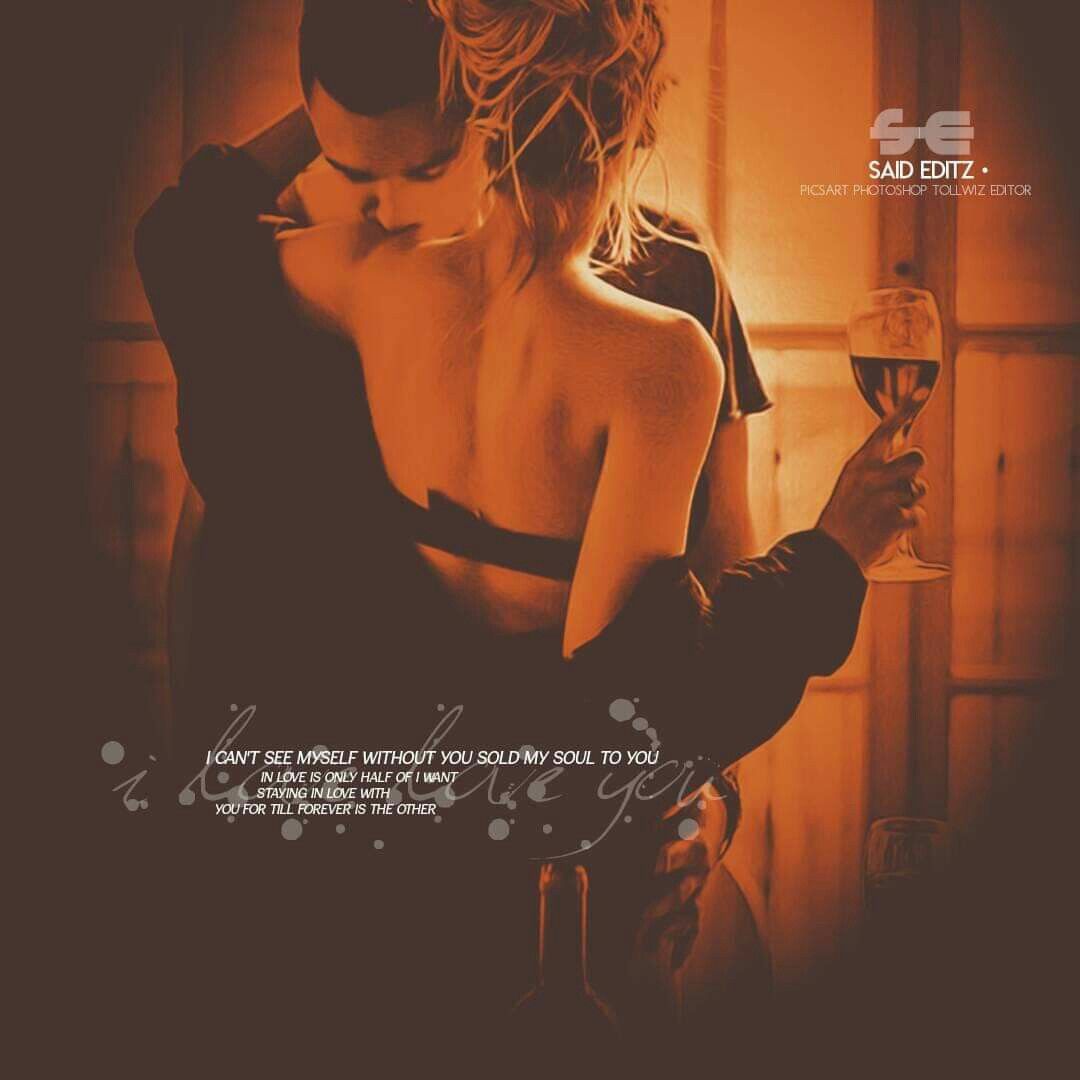 S-E
SAID EDITZ •
PICSART PHOTOSHOP TOLLWIZ EDITOR
I CAN'T SEE MYSELF WITHOUT YOU SOLD MY SOUL TO YOU
IN LOVE IS ONLY HALF OF I WANT
STAYING IN LOVE WITH
YOU FOR TILL FOREVER IS THE OTHER
i love love you